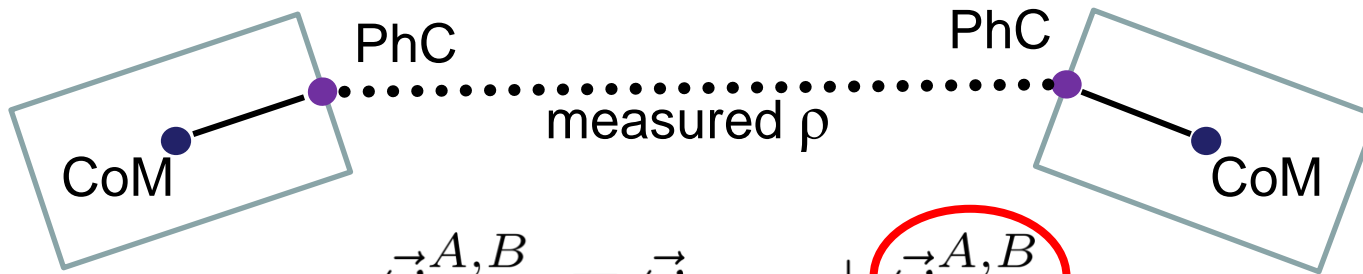 PhC PhC
measured ρ
CoM CoM
A,B = + A,B